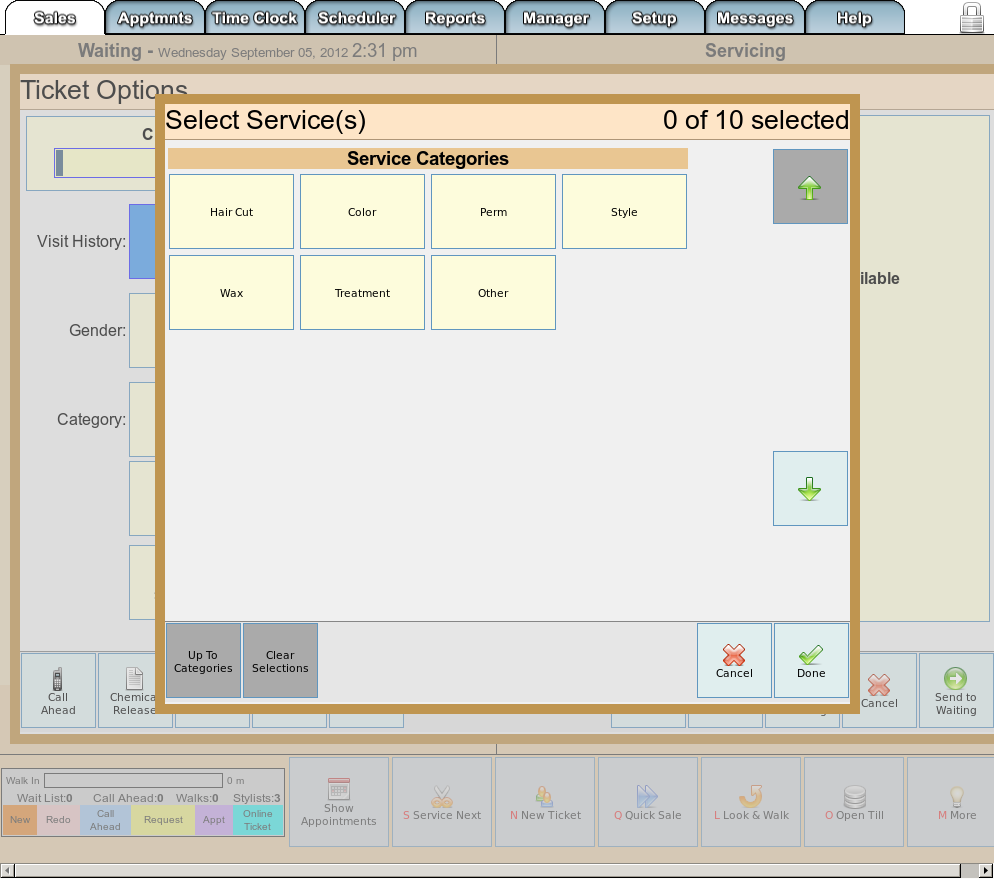 Sales Apptmnts Time Clock Scheduler Reports Manager Setup Messages Help
Waiting - Wednesday September 05, 2012 2:31 pm Servicing
Ticket Options
Select Service(s) 0 of 10 selected
C
Service Categories
Hair Cut Color Perm Style
Visit History:
ilable
Wax Treatment Other
Gender:
Category:
Up To
Categories
Clear
Selections
Cancel
Done
Call
Ahead
Chemica
Release
Cancel
Send to
Waiting
Walk In 0 m
Wait List:0 Call Ahead:0 Walks:0 Stylists:3
New Redo Call
Ahead Request Appt Online
Ticket
Show
Appointments
S Service Next
N New Ticket
Q Quick Sale
L Look & Walk
O Open Till
M More